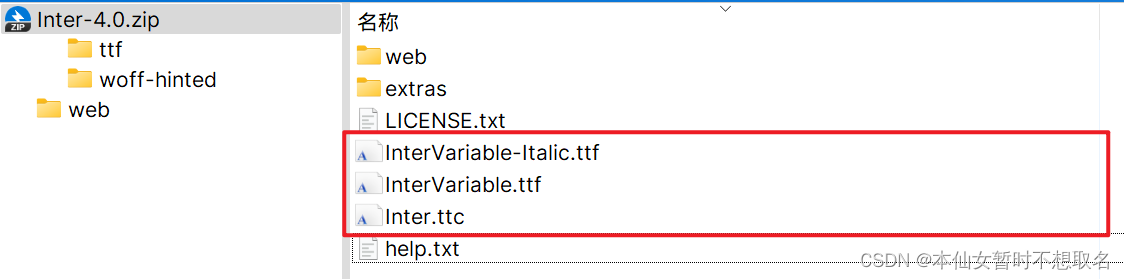 Inter-4.0.zip
ZIP
ttf
woff-hinted
web
名称
web
extras
LICENSE.txt
InterVariable-Italic.ttf
InterVariable.ttf
Inter.ttc
help.txt
CSDN @本仙女暂时不想取名